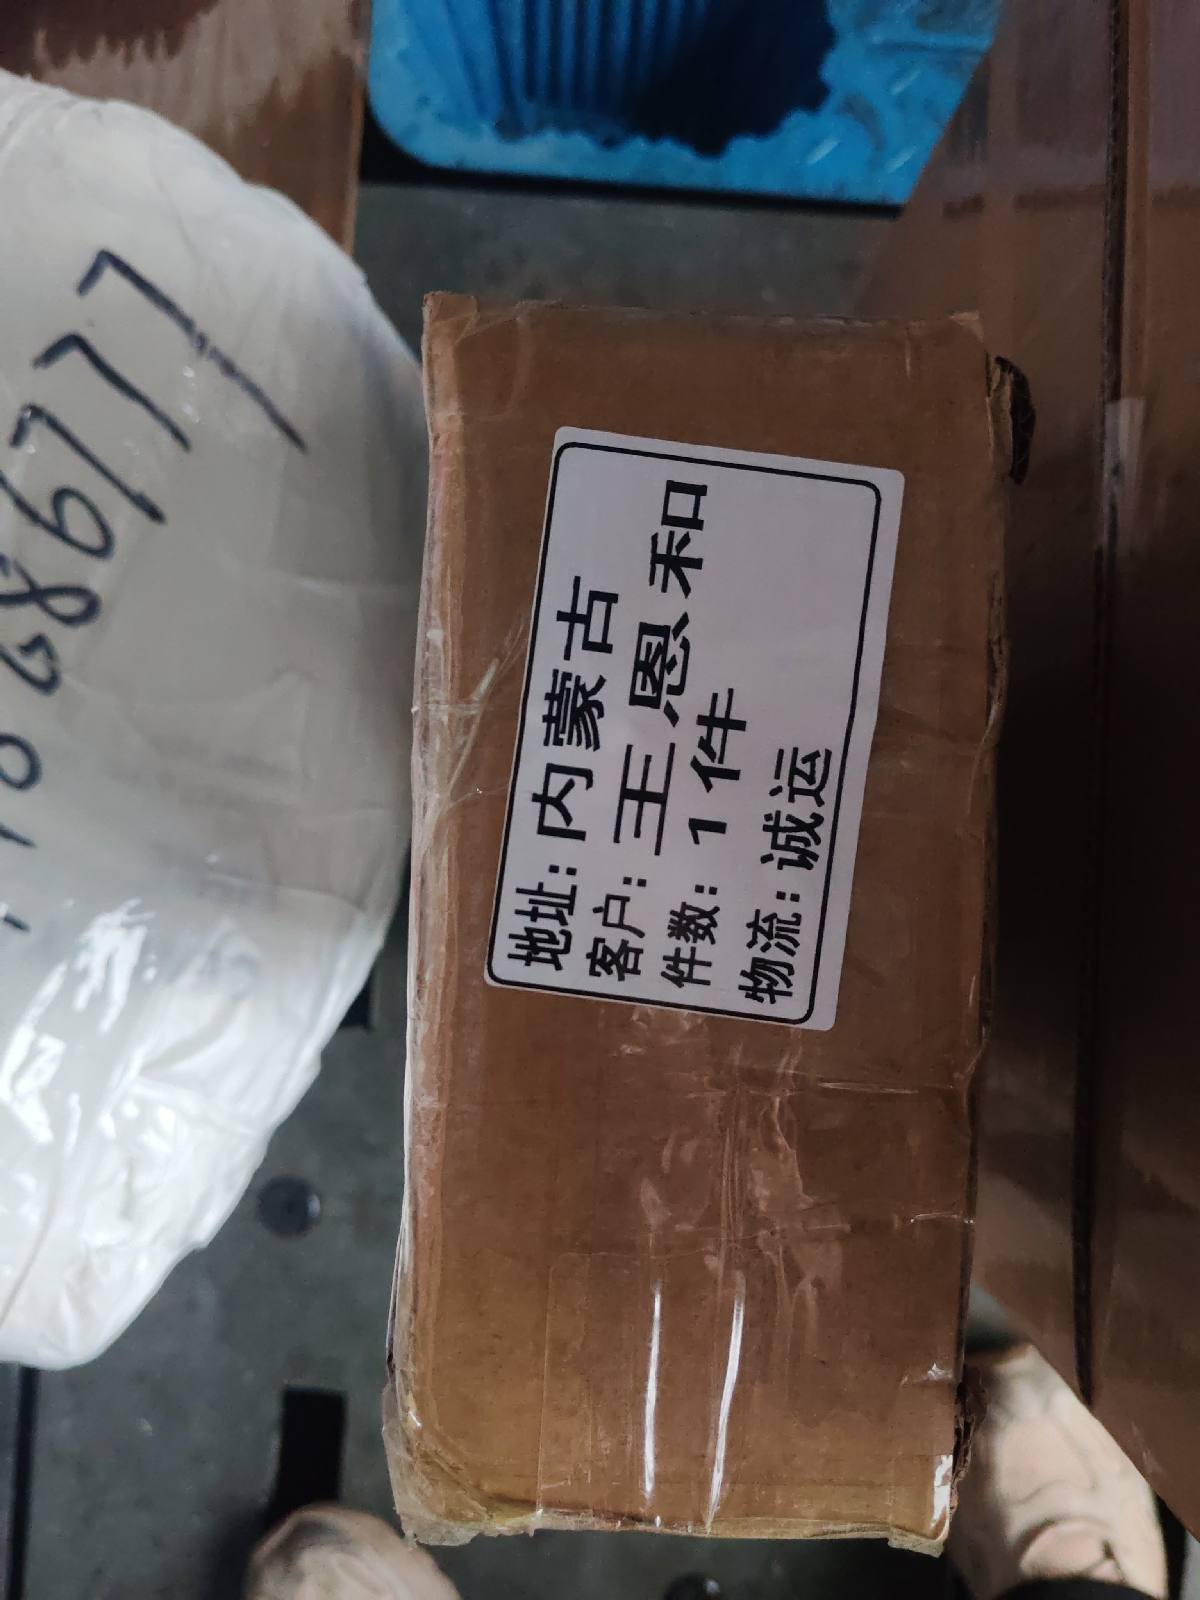 地址:内蒙古
客户:王恩和
件数:1件
物流:诚运